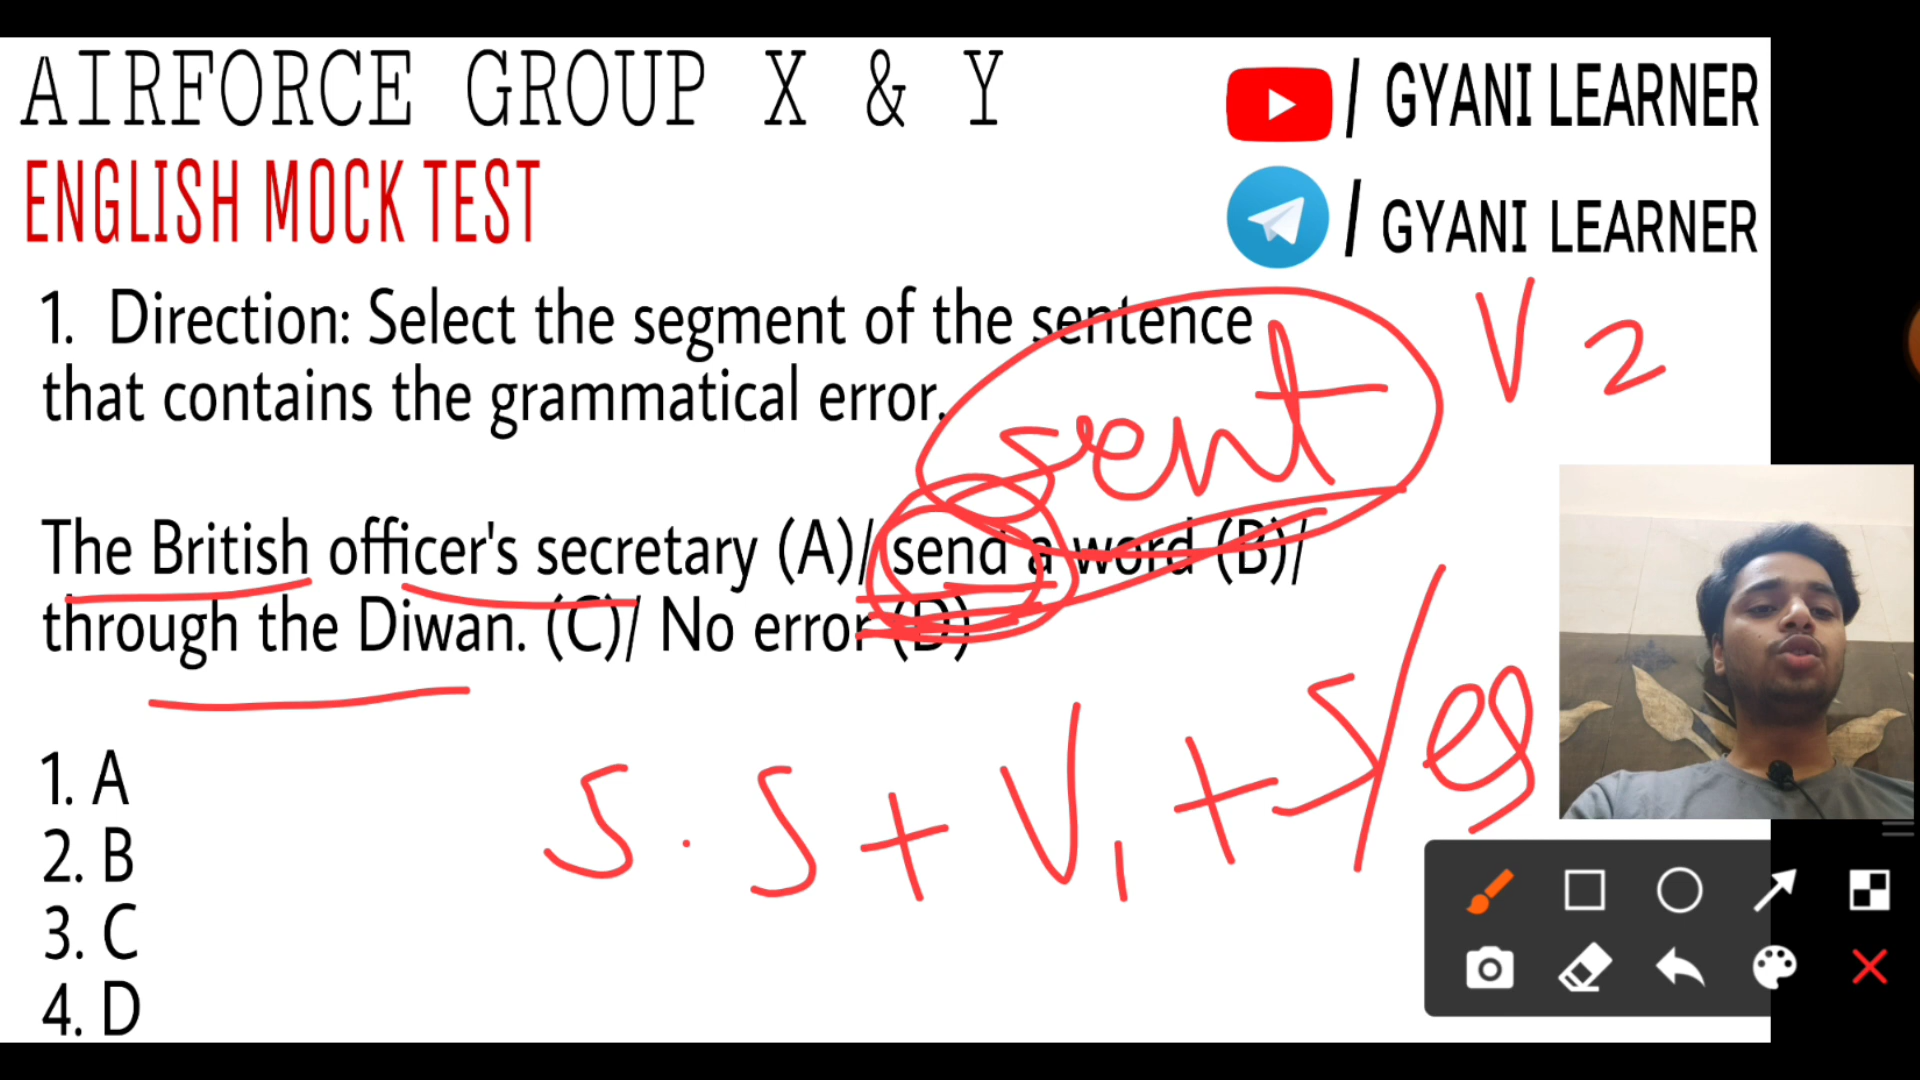 AIRFORCE GROUP X & Y
/ GYANI LEARNER
ENGLISH MOCK TEST
/ GYANI LEARNER
1. Direction: Select the segment of the sentence
that contains the grammatical error.
sent V2
The British officer's secretary (A)/ send a word (B)/
through the Diwan. (C)/ No error (D)
S.S+V1+S/es
1. A
2. B
3. C
4. D